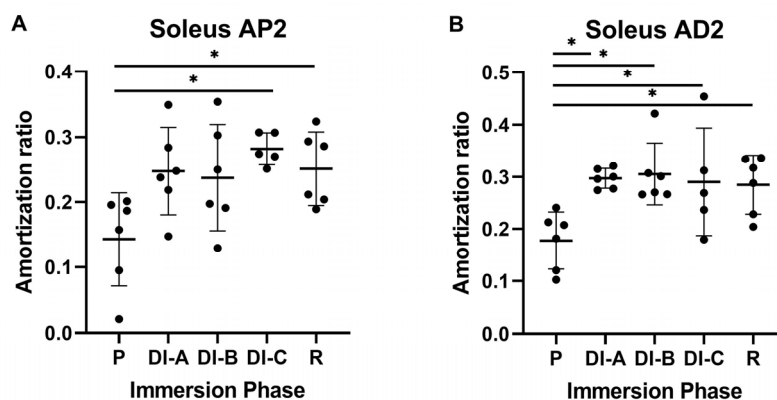 A
Soleus AP2
*
*
0.4
0.3
0.2
0.1
0.0
Amortization ratio
P DI-A DI-B DI-C R
Immersion Phase
B
Soleus AD2
* *
*
*
0.5
0.4
0.3
0.2
0.1
0.0
Amortization ratio
P DI-A DI-B DI-C R
Immersion Phase